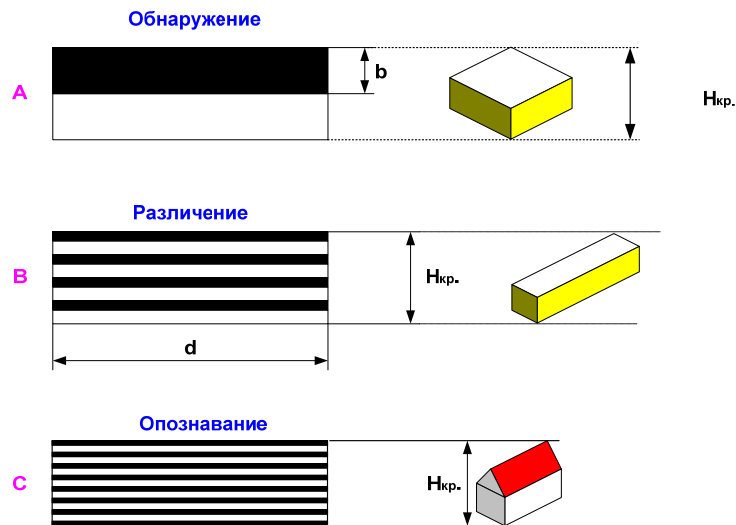 Обнаружение
A
b
Hкр.
Различение
B
Hкр.
d
Опознавание
C
Hкр.